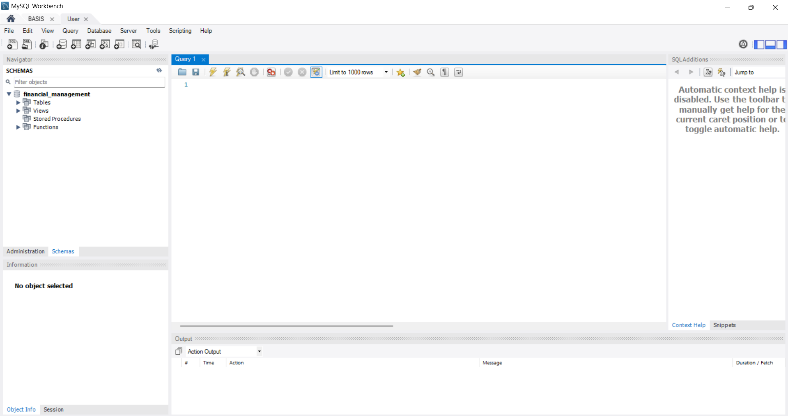 MySQL Workbench
BASIS
User
File Edit View Query Database Server Tools Scripting Help
Navigator
SCHEMAS
Filter objects
financial_management
Tables
Views
Stored Procedures
Functions
Administration Schemas
Information
No object selected
Object Info Session
Query 1
Limit to 1000 rows
1
Output
Action Output
# Time Action Message Duration / Fetch
SQLAdditions
Jump to
Automatic context help is
disabled. Use the toolbar t
manually get help for the
current caret position or to
toggle automatic help.
Context Help Snippets